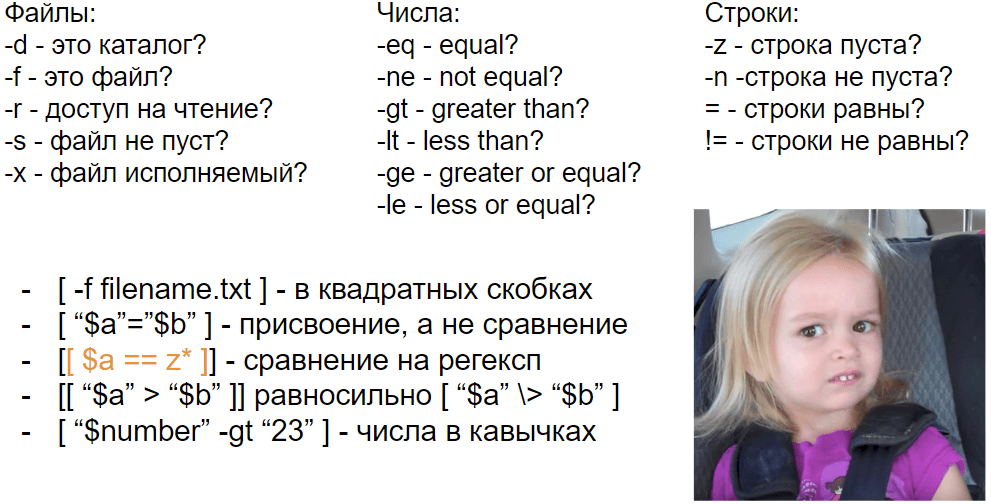 Файлы:
-d - это каталог?
-f - это файл?
-r - доступ на чтение?
-s - файл не пуст?
-x - файл исполняемый?
Числа:
-eq - equal?
-ne - not equal?
-gt - greater than?
-lt - less than?
-ge - greater or equal?
-le - less or equal?
Строки:
-z - строка пуста?
-n -строка не пуста?
= - строки равны?
!= - строки не равны?
- [ -f filename.txt ] - в квадратных скобках
- [ “$a”=”$b” ] - присвоение, а не сравнение
- [[ $a == z* ]] - сравнение на регексп
- [[ “$a” > “$b” ]] равносильно [ “$a” \> “$b” ]
- [ “$number” -gt “23” ] - числа в кавычках